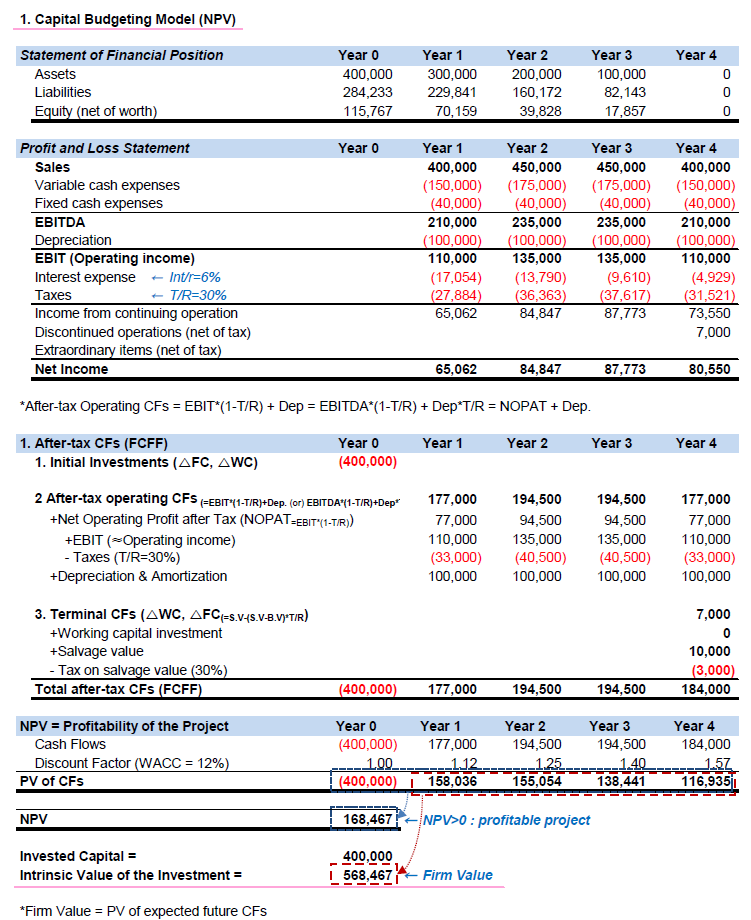 1. Capital Budgeting Model (NPV)
Statement of Financial Position Year 0 Year 1 Year 2 Year 3 Year 4
Assets 400,000 300,000 200,000 100,000 0
Liabilities 284,233 229,841 160,172 82,143 0
Equity (net of worth) 115,767 70,159 39,828 17,857 0
Profit and Loss Statement Year 0 Year 1 Year 2 Year 3 Year 4
Sales 400,000 450,000 450,000 400,000
Variable cash expenses (150,000) (175,000) (175,000) (150,000)
Fixed cash expenses (40,000) (40,000) (40,000) (40,000)
EBITDA 210,000 235,000 235,000 210,000
Depreciation (100,000) (100,000) (100,000) (100,000)
EBIT (Operating income) 110,000 135,000 135,000 110,000
Interest expense ← Int/r=6% (17,054) (13,790) (9,610) (4,929)
Taxes ← T/R=30% (27,884) (36,363) (37,617) (31,521)
Income from continuing operation 65,062 84,847 87,773 73,550
Discontinued operations (net of tax) 7,000
Extraordinary items (net of tax)
Net Income 65,062 84,847 87,773 80,550
*After-tax Operating CFs = EBIT*(1-T/R) + Dep = EBITDA*(1-T/R) + Dep*T/R = NOPAT + Dep.
1. After-tax CFs (FCFF) Year 0 Year 1 Year 2 Year 3 Year 4
1. Initial Investments (△FC, △WC) (400,000)
2 After-tax operating CFs (=EBIT*(1-T/R)+Dep. (or) EBITDA*(1-T/R)+Dep* 177,000 194,500 194,500 177,000
+Net Operating Profit after Tax (NOPAT=EBIT*(1-T/R)) 77,000 94,500 94,500 77,000
+EBIT (≈Operating income) 110,000 135,000 135,000 110,000
- Taxes (T/R=30%) (33,000) (40,500) (40,500) (33,000)
+Depreciation & Amortization 100,000 100,000 100,000 100,000
3. Terminal CFs (△WC, △FC(=S.V-(S.V-B.V)*T/R) 7,000
+Working capital investment 0
+Salvage value 10,000
- Tax on salvage value (30%) (3,000)
Total after-tax CFs (FCFF) (400,000) 177,000 194,500 194,500 184,000
NPV = Profitability of the Project Year 0 Year 1 Year 2 Year 3 Year 4
Cash Flows (400,000) 177,000 194,500 194,500 184,000
Discount Factor (WACC = 12%) 1.00 1.12 1.25 1.40 1.57
PV of CFs (400,000) 158,036 155,054 138,441 116,935
NPV 168,467 ← NPV>0 : profitable project
Invested Capital = 400,000
Intrinsic Value of the Investment = 568,467 ← Firm Value
*Firm Value = PV of expected future CFs